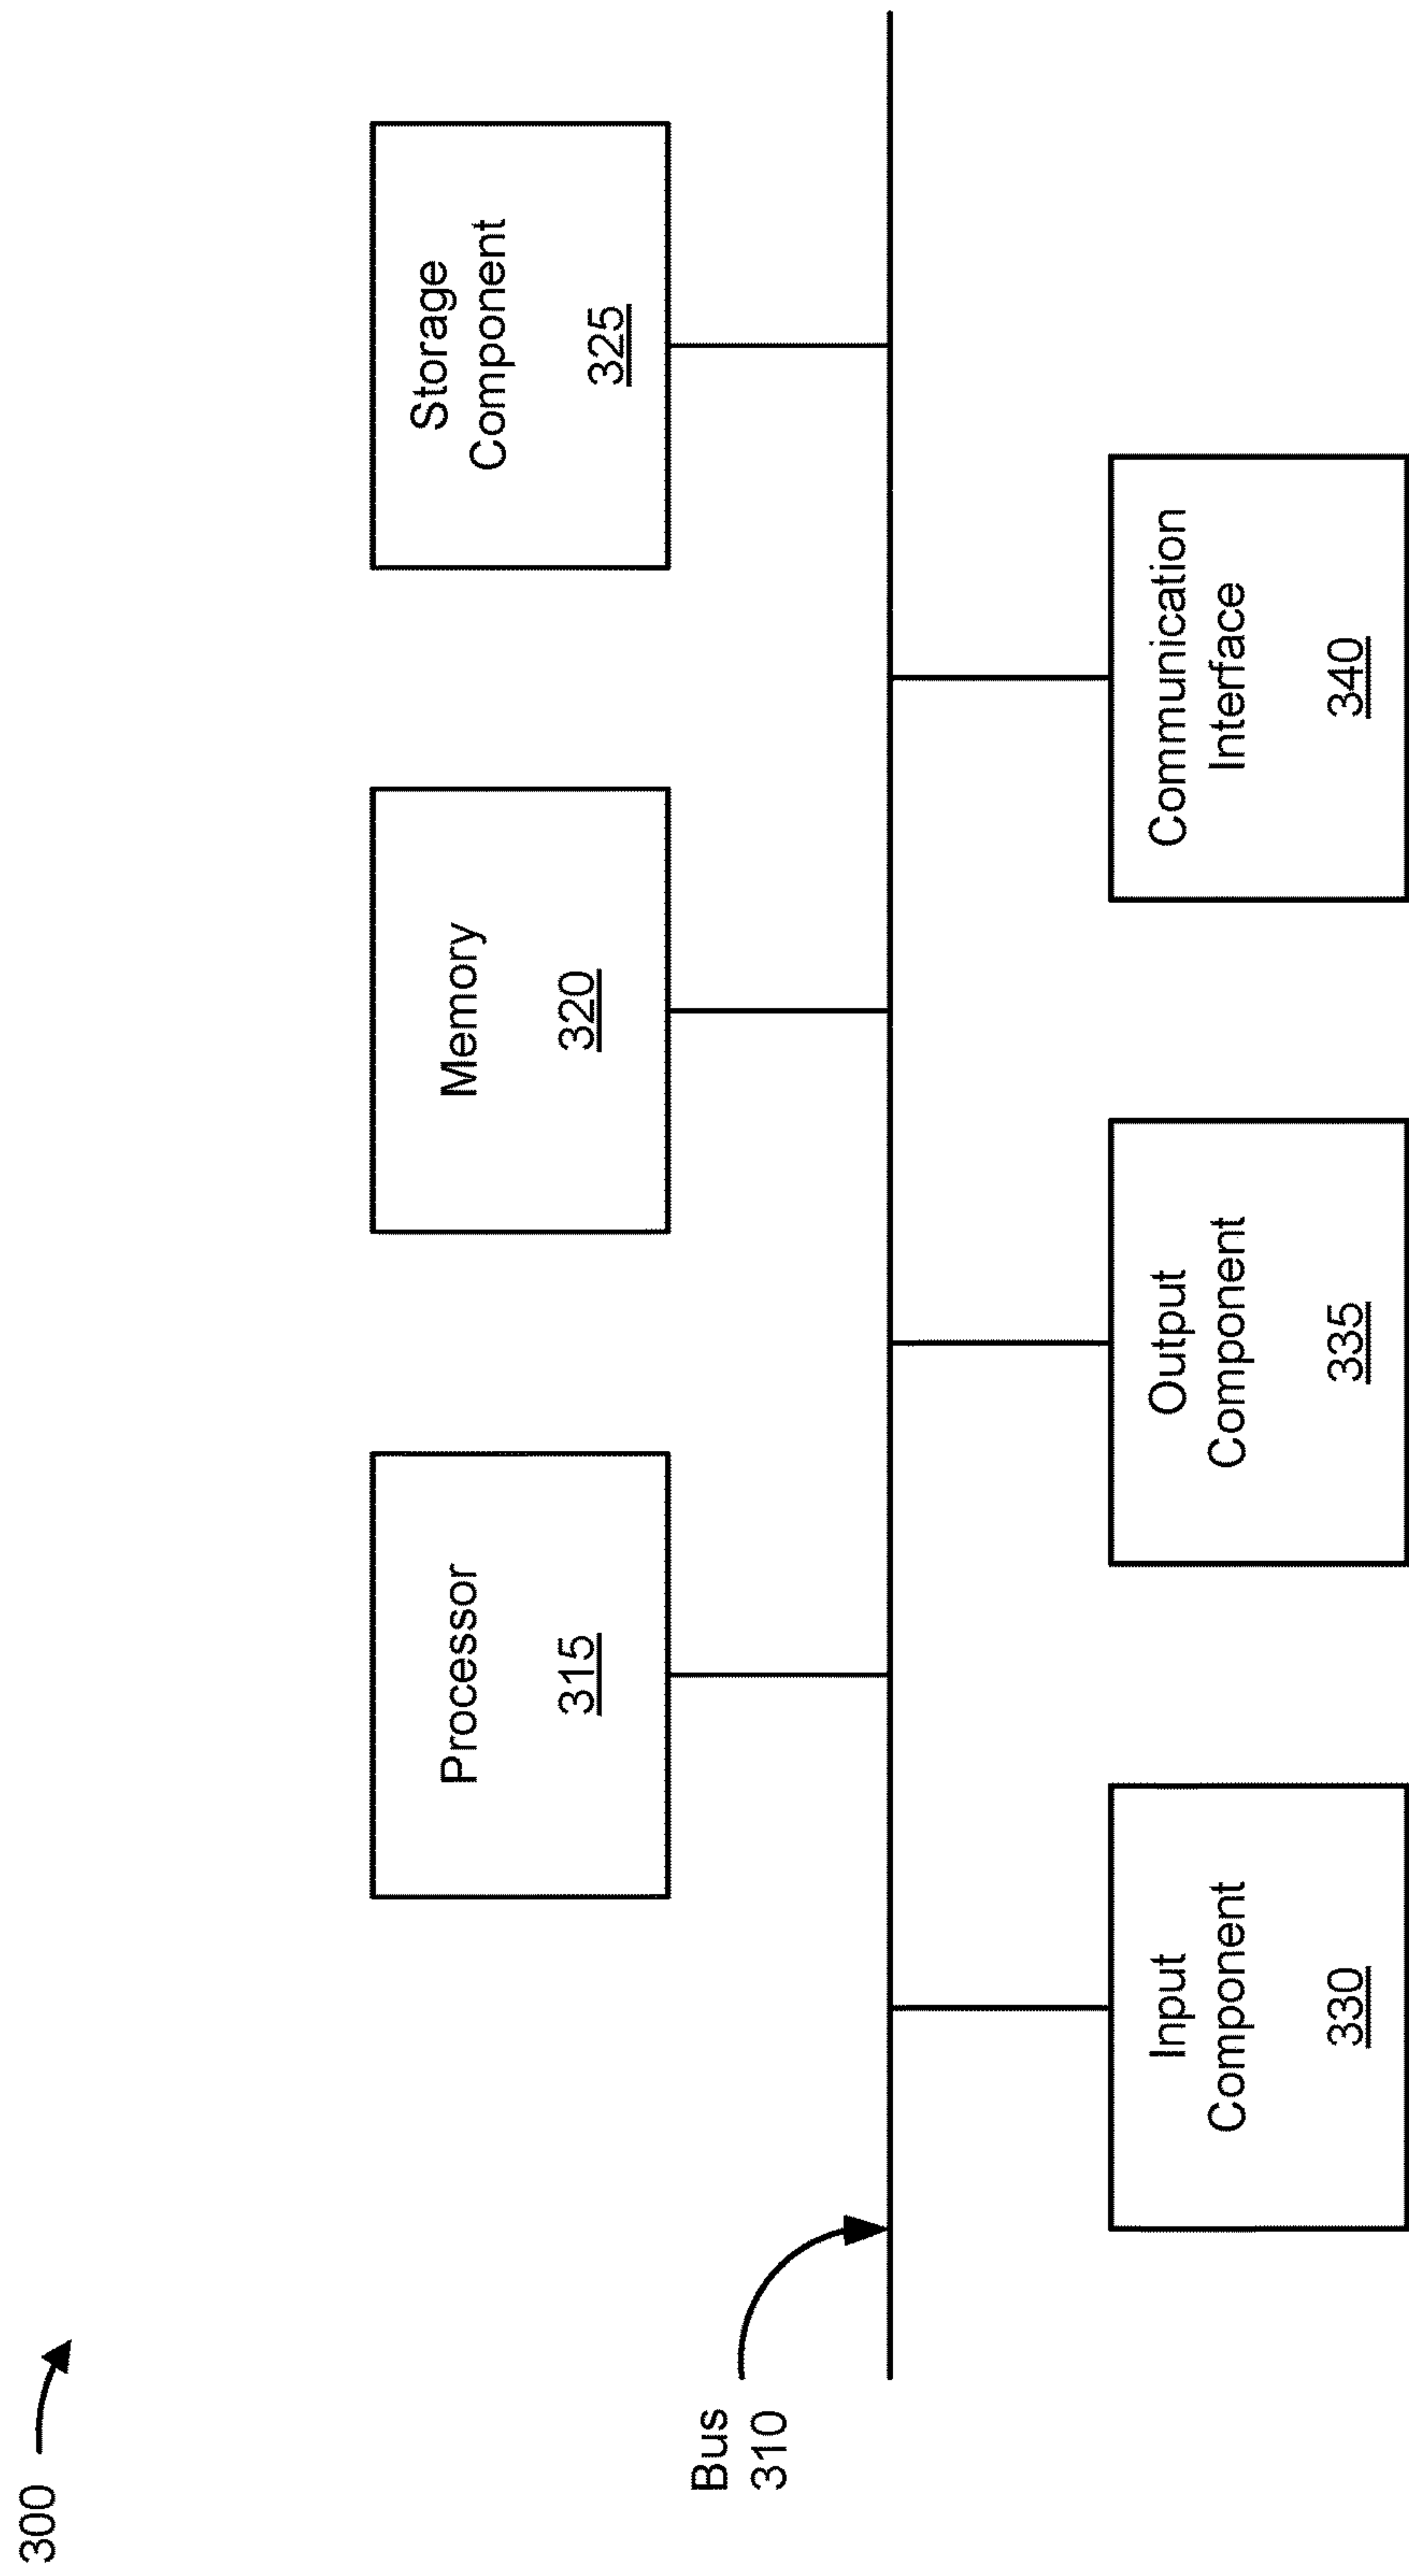 300
Processor
315
Memory
320
Storage
Component
325
Bus
310
Input
Component
330
Output
Component
335
Communication
Interface
340